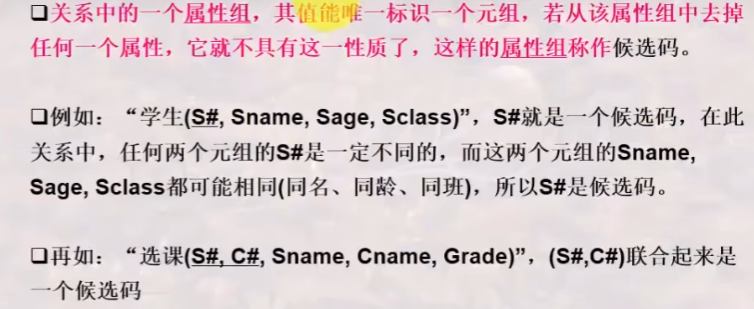 ❑关系中的一个属性组，其值能唯一标识一个元组，若从该属性组中去掉
任何一个属性，它就不具有这一性质了，这样的属性组称作候选码。
❑例如：“学生(S#, Sname, Sage, Sclass)”，S#就是一个候选码，在此
关系中，任何两个元组的S#是一定不同的，而这两个元组的Sname,
Sage, Sclass都可能相同(同名、同龄、同班)，所以S#是候选码。
❑再如：“选课(S#, C#, Sname, Cname, Grade)”，(S#,C#)联合起来是
一个候选码